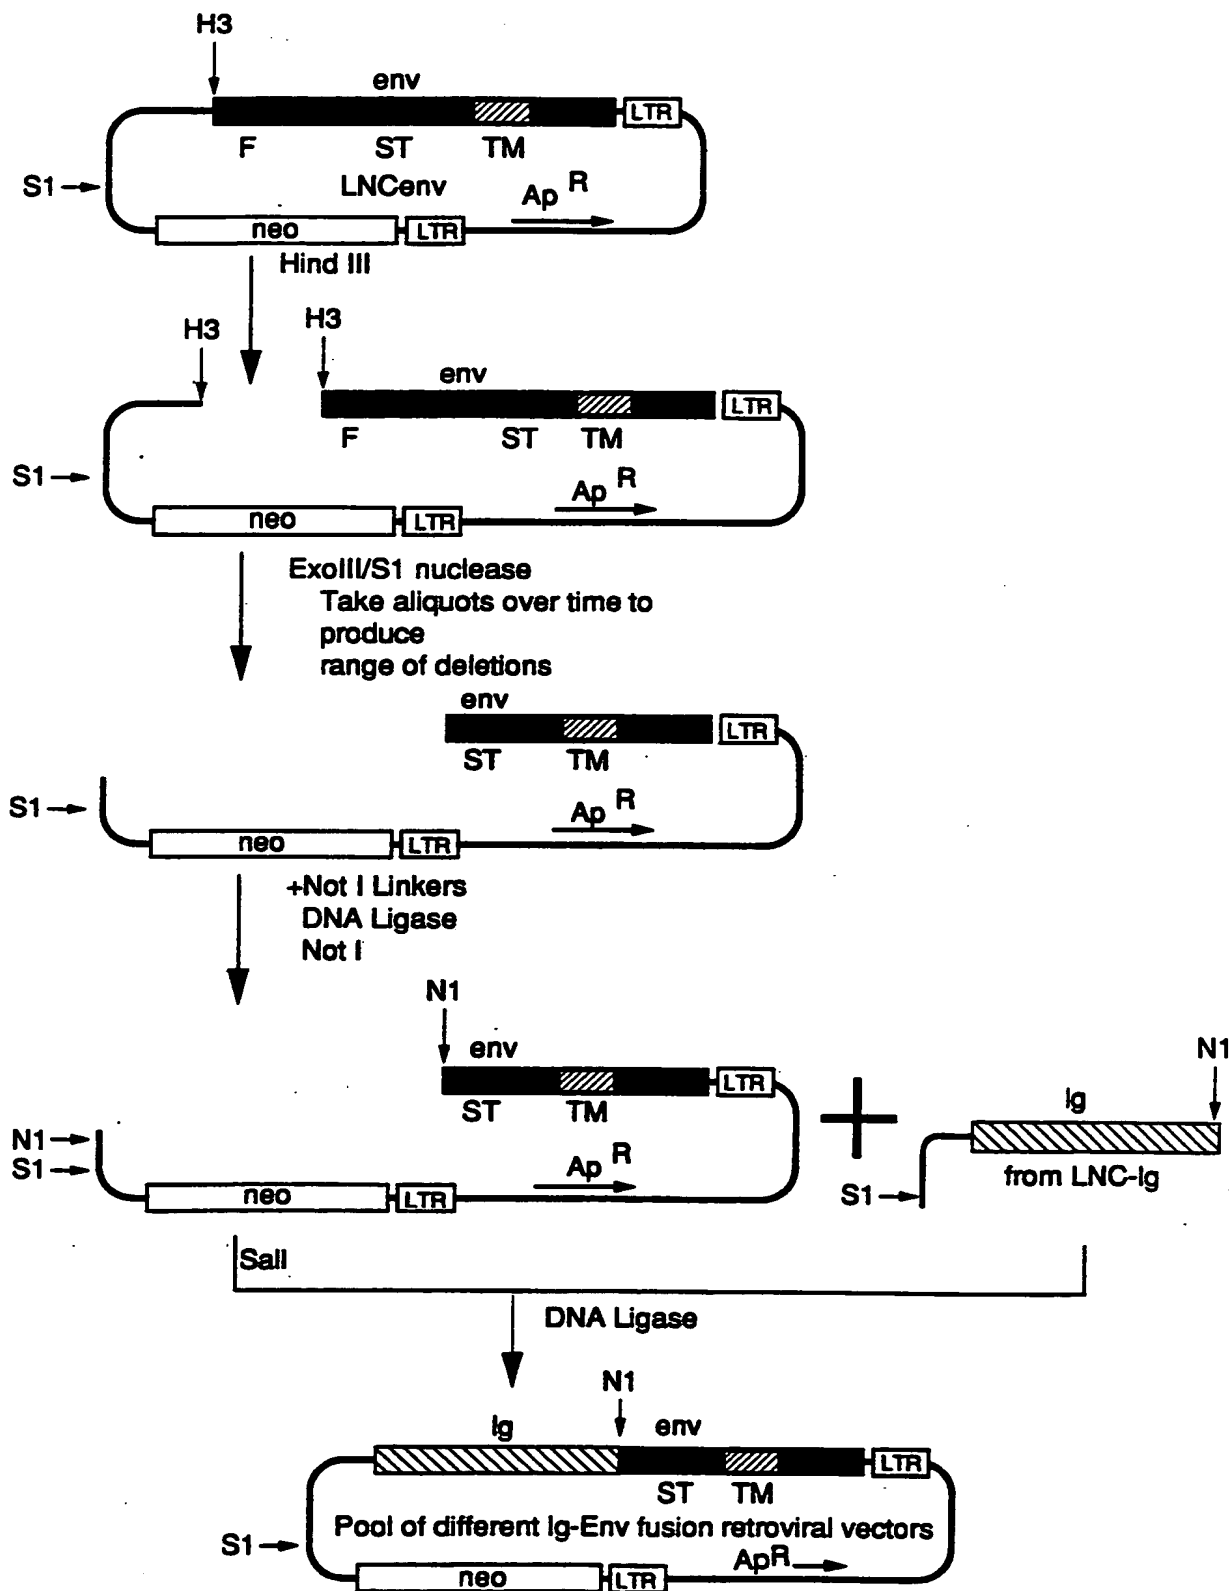 H3
env
LTR
F ST TM
S1
LNCenv
Ap R
neo LTR
Hind III
H3 H3
env
LTR
F ST TM
S1
Ap R
neo LTR
ExoIII/S1 nuclease
Take aliquots over time to
produce
range of deletions
env
LTR
ST TM
S1
Ap R
neo LTR
+Not I Linkers
DNA Ligase
Not I
N1
env
LTR
ST TM
N1
S1
Ap R
neo LTR
N1
Ig
from LNC-Ig
S1
SalI
DNA Ligase
N1
Ig env
LTR
ST TM
Pool of different Ig-Env fusion retroviral vectors
S1
ApR
neo LTR